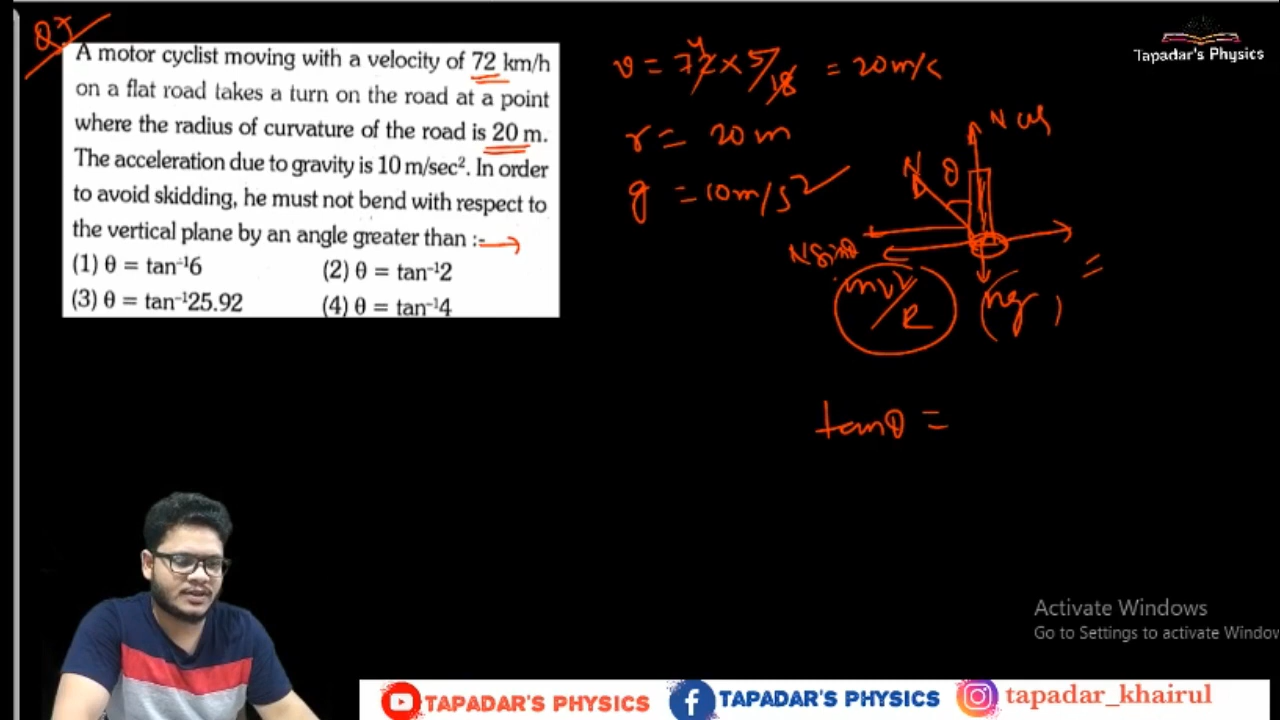 Q7
A motor cyclist moving with a velocity of 72 km/h
on a flat road takes a turn on the road at a point
where the radius of curvature of the road is 20 m.
The acceleration due to gravity is 10 m/sec². In order
to avoid skidding, he must not bend with respect to
the vertical plane by an angle greater than :-
(1) θ = tan⁻¹6
(2) θ = tan⁻¹2
(3) θ = tan⁻¹25.92
(4) θ = tan⁻¹4
v = 72 × 5/18 = 20 m/s
r = 20 m
g = 10 m/s²
N cos
N
θ
N sinθ
mv²/R
mg
=
tanθ =
Tapadar's Physics
Activate Windows
Go to Settings to activate Window
TAPADAR'S PHYSICS
TAPADAR'S PHYSICS
tapadar_khairul